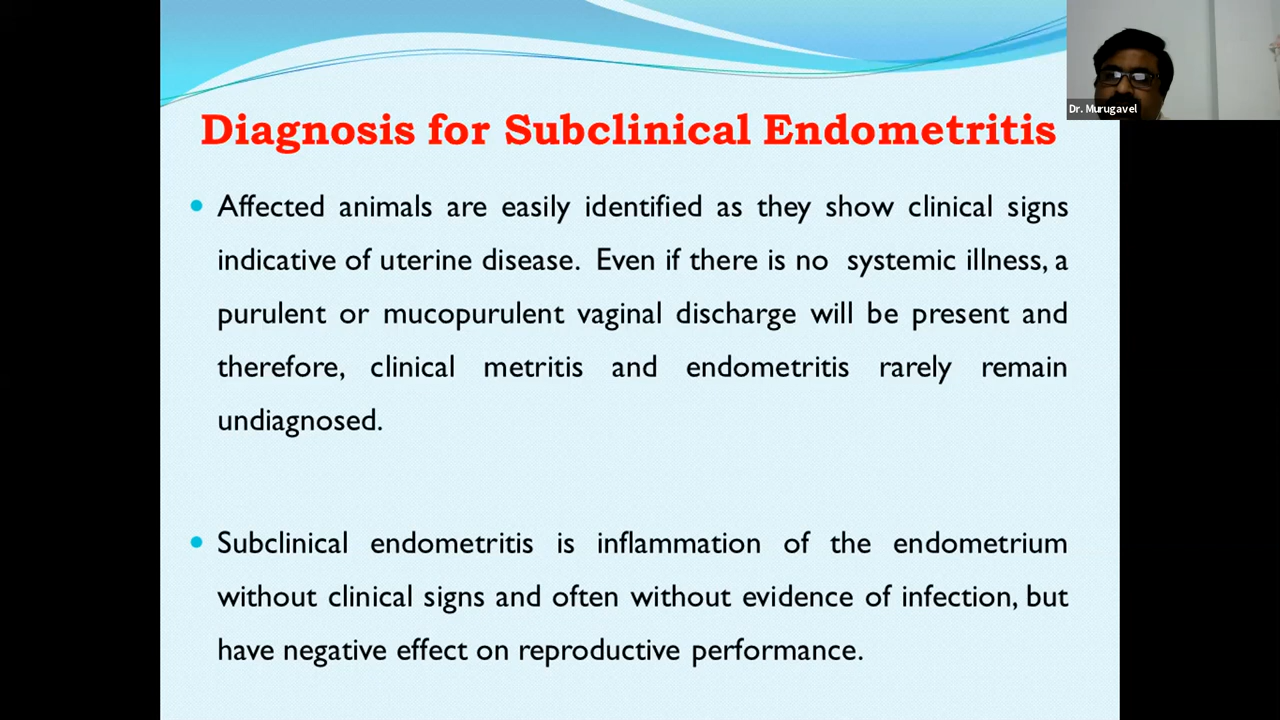 Dr. Murugavel
Diagnosis for Subclinical Endometritis
Affected animals are easily identified as they show clinical signs
indicative of uterine disease. Even if there is no systemic illness, a
purulent or mucopurulent vaginal discharge will be present and
therefore, clinical metritis and endometritis rarely remain
undiagnosed.
Subclinical endometritis is inflammation of the endometrium
without clinical signs and often without evidence of infection, but
have negative effect on reproductive performance.